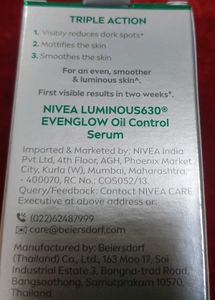 TRIPLE ACTION
1. Visibly reduces dark spots*
2. Mattifies the skin
3. Smoothes the skin
For an even, smoother
& luminous skin^.
First visible results in two weeks*.
NIVEA LUMINOUS630®
EVENGLOW Oil Control
Serum
Imported & Marketed by: NIVEA India
Pvt Ltd, 4th Floor, AGH, Phoenix Market
City, Kurla (W), Mumbai, Maharashtra,
- 400070, RC No.: COS052/13.
Query/Feedback: Contact NIVEA CARE
Executive at above address or:
(022)62487999
care@beiersdorf.com
Manufactured by: Beiersdorf
(Thailand) Co., Ltd., 163 Moo 17, Soi
Industrial Estate 3, Bangna-trad Road,
Bangsaothong, Samutprakarn 10570,
Thailand.